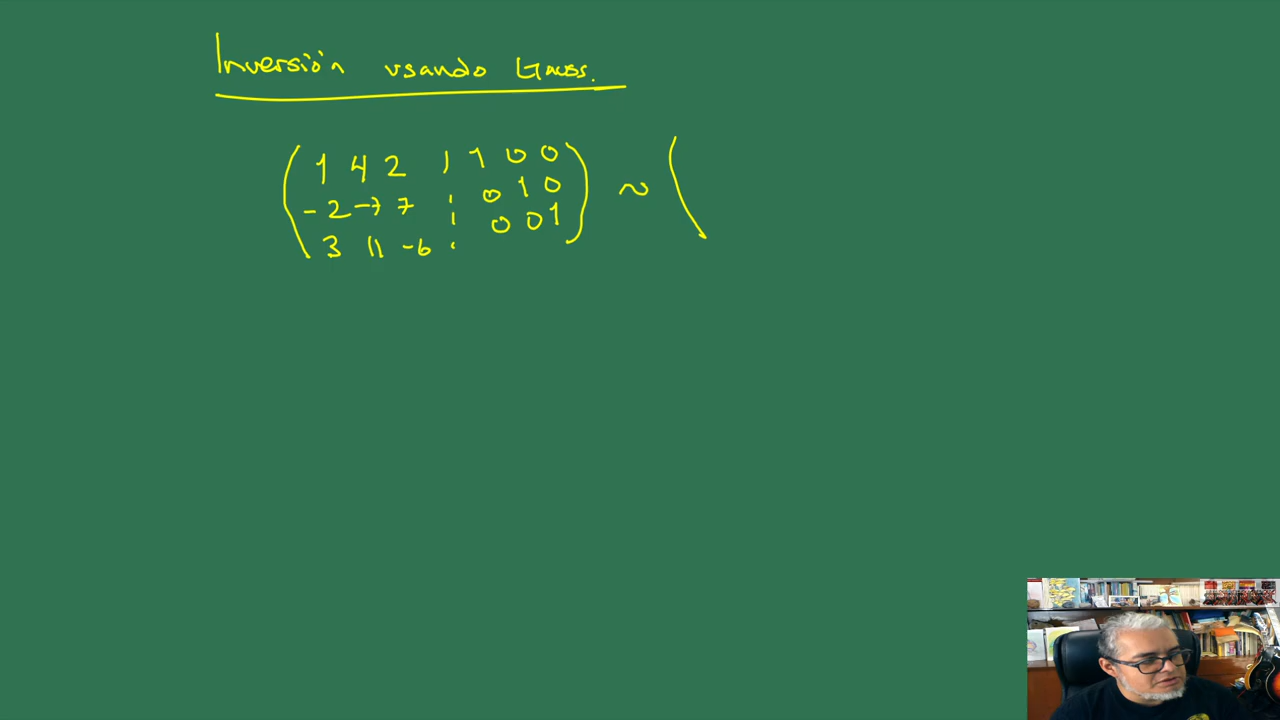 Inversión usando Gauss.
( 1 4 2 | 1 0 0 ) ~ (
-2 -7 7 | 0 1 0
3 11 -6 | 0 0 1